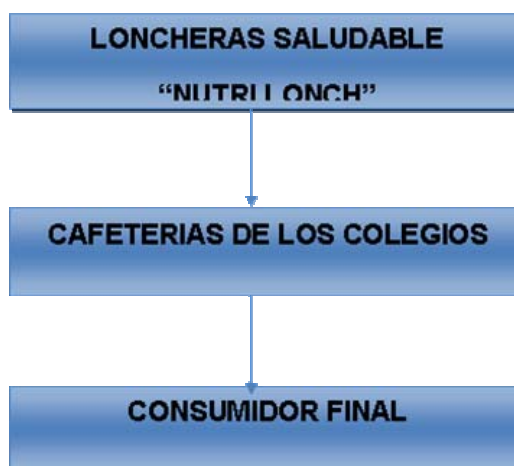 LONCHERAS SALUDABLE
“NUTRI LONCH”
CAFETERIAS DE LOS COLEGIOS
CONSUMIDOR FINAL